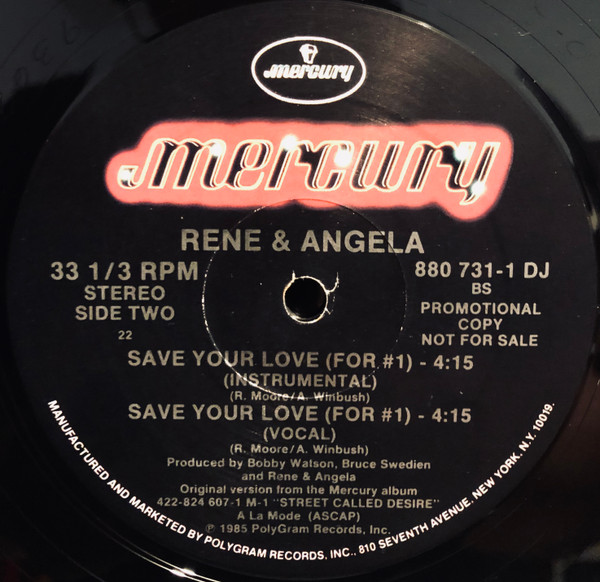 mercury
mercury
RENE & ANGELA
33 1/3 RPM
STEREO
SIDE TWO
22
880 731-1 DJ
BS
PROMOTIONAL
COPY
NOT FOR SALE
SAVE YOUR LOVE (FOR #1) - 4:15
(INSTRUMENTAL)
(R. Moore/A. Winbush)
SAVE YOUR LOVE (FOR #1) - 4:15
(VOCAL)
(R. Moore/A. Winbush)
Produced by Bobby Watson, Bruce Swedien
and Rene & Angela
Original version from the Mercury album
422-824 607-1 M-1 "STREET CALLED DESIRE"
A La Mode (ASCAP)
℗ 1985 PolyGram Records, Inc.
MANUFACTURED AND MARKETED BY POLYGRAM RECORDS, INC., 810 SEVENTH AVENUE, NEW YORK, N.Y. 10019.